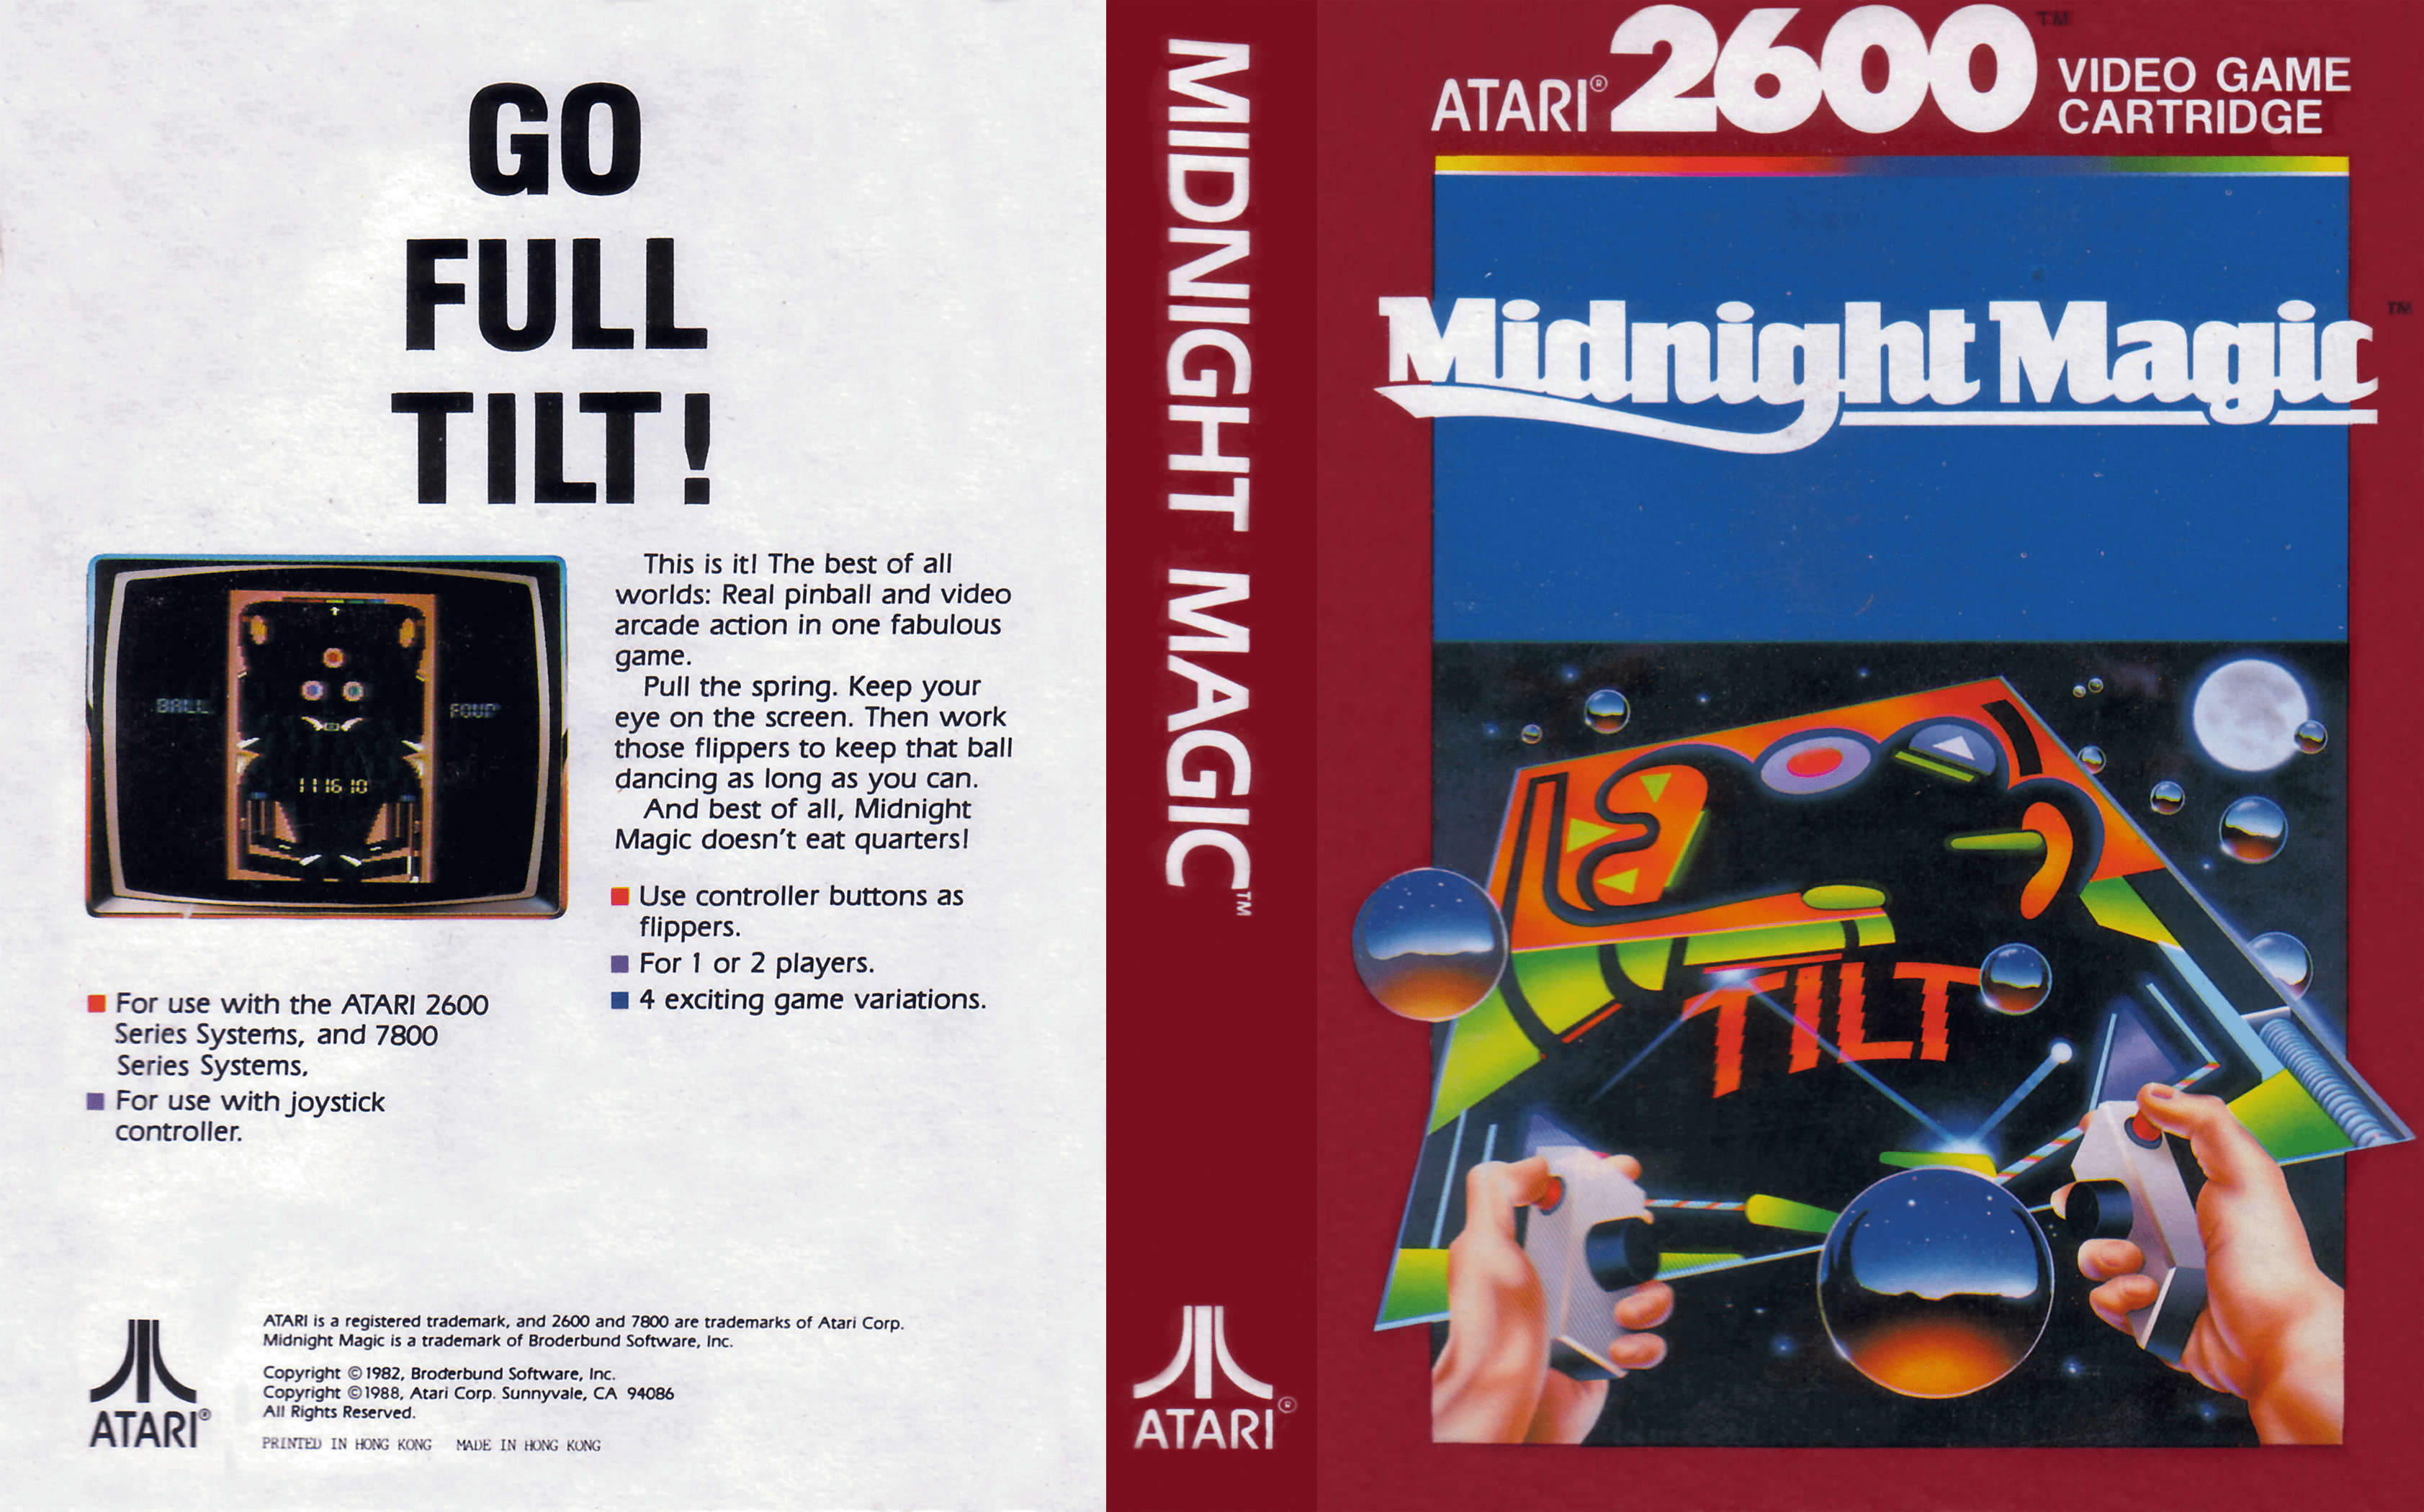 GO
FULL
TILT!
BALL
FOUR
111610
This is it! The best of all
worlds: Real pinball and video
arcade action in one fabulous
game.
Pull the spring. Keep your
eye on the screen. Then work
those flippers to keep that ball
dancing as long as you can.
And best of all, Midnight
Magic doesn't eat quarters!
■ Use controller buttons as
flippers.
■ For 1 or 2 players.
■ 4 exciting game variations.
■ For use with the ATARI 2600
Series Systems, and 7800
Series Systems.
■ For use with joystick
controller.
ATARI®
ATARI is a registered trademark, and 2600 and 7800 are trademarks of Atari Corp.
Midnight Magic is a trademark of Broderbund Software, Inc.
Copyright ©1982, Broderbund Software, Inc.
Copyright ©1988, Atari Corp. Sunnyvale, CA 94086
All Rights Reserved.
PRINTED IN HONG KONG MADE IN HONG KONG
MIDNIGHT MAGIC™
ATARI®
ATARI® 2600™ VIDEO GAME
CARTRIDGE
Midnight Magic™
TILT